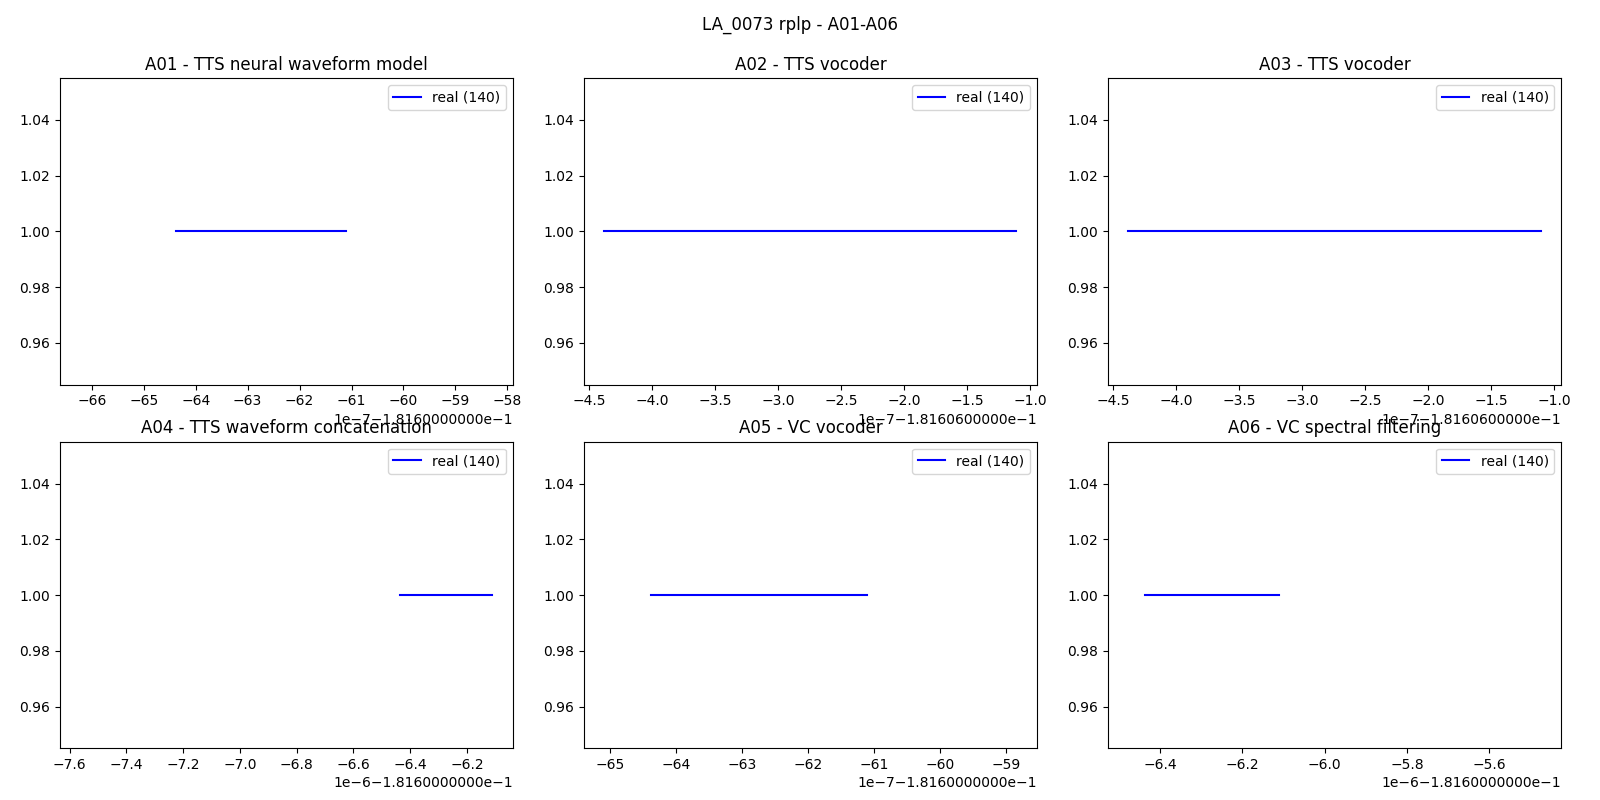 LA_0073 rplp - A01-A06
A01 - TTS neural waveform model
real (140)
1.04
1.02
1.00
0.98
0.96
−66 −65 −64 −63 −62 −61 −60 −59 −58
1e−7−1.8160000000e−1
A02 - TTS vocoder
real (140)
1.04
1.02
1.00
0.98
0.96
−4.5 −4.0 −3.5 −3.0 −2.5 −2.0 −1.5 −1.0
1e−7−1.8160600000e−1
A03 - TTS vocoder
real (140)
1.04
1.02
1.00
0.98
0.96
−4.5 −4.0 −3.5 −3.0 −2.5 −2.0 −1.5 −1.0
1e−7−1.8160600000e−1
A04 - TTS waveform concatenation
real (140)
1.04
1.02
1.00
0.98
0.96
−7.6 −7.4 −7.2 −7.0 −6.8 −6.6 −6.4 −6.2
1e−6−1.8160000000e−1
A05 - VC vocoder
real (140)
1.04
1.02
1.00
0.98
0.96
−65 −64 −63 −62 −61 −60 −59
1e−7−1.8160000000e−1
A06 - VC spectral filtering
real (140)
1.04
1.02
1.00
0.98
0.96
−6.4 −6.2 −6.0 −5.8 −5.6
1e−6−1.8160000000e−1